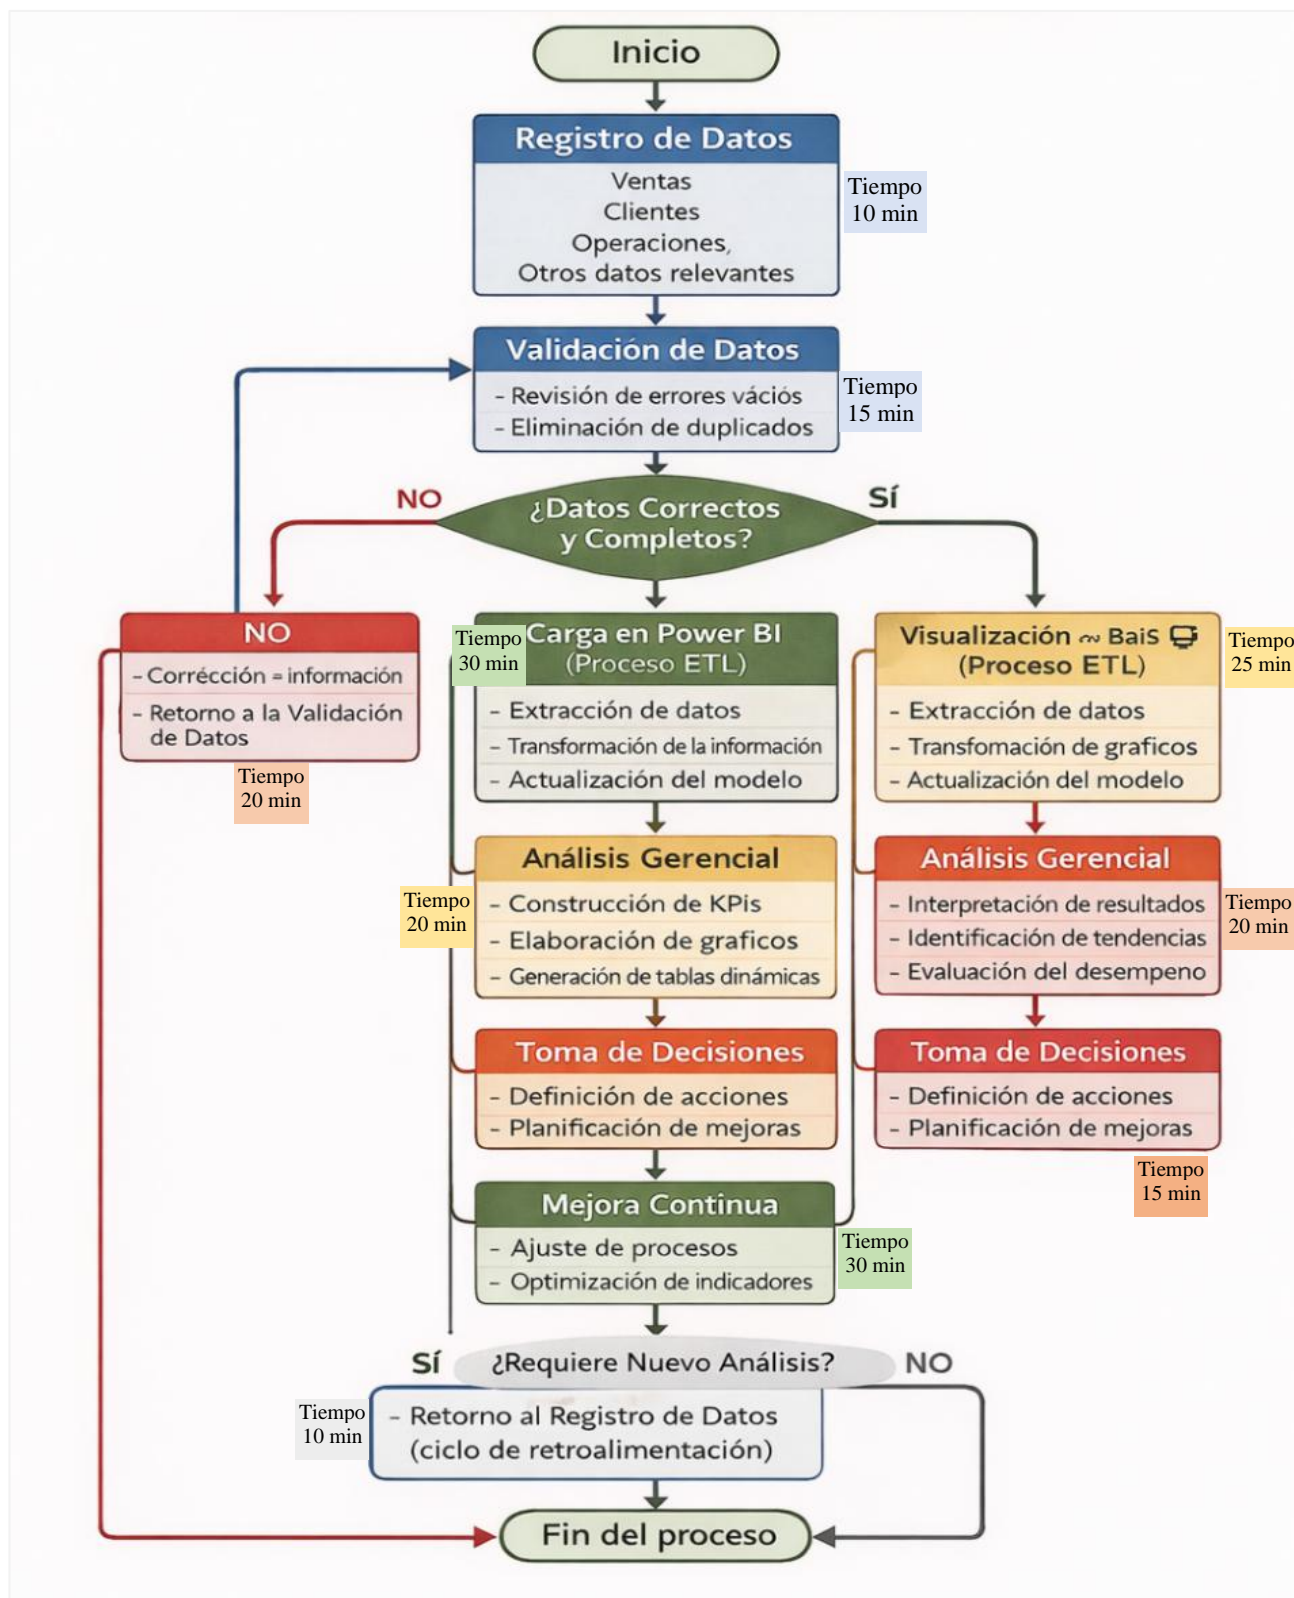 Inicio
Registro de Datos
Ventas
Clientes
Operaciones,
Otros datos relevantes
Tiempo
10 min
Validación de Datos
- Revisión de errores vációs
- Eliminación de duplicados
Tiempo
15 min
NO
¿Datos Correctos
y Completos?
SÍ
NO
- Corrécción = información
- Retorno a la Validación
de Datos
Tiempo
20 min
Tiempo
30 min
Carga en Power BI
(Proceso ETL)
- Extracción de datos
- Transformación de la información
- Actualización del modelo
Visualización ~ BaiS
(Proceso ETL)
- Extracción de datos
- Transfomación de graficos
- Actualización del modelo
Tiempo
25 min
Tiempo
20 min
Análisis Gerencial
- Construcción de KPis
- Elaboración de graficos
- Generación de tablas dinámicas
Análisis Gerencial
- Interpretación de resultados
- Identificación de tendencias
- Evaluación del desempeno
Tiempo
20 min
Toma de Decisiones
- Definición de acciones
- Planificación de mejoras
Toma de Decisiones
- Definición de acciones
- Planificación de mejoras
Tiempo
15 min
Mejora Continua
- Ajuste de procesos
- Optimización de indicadores
Tiempo
30 min
SÍ
¿Requiere Nuevo Análisis?
NO
Tiempo
10 min
- Retorno al Registro de Datos
(ciclo de retroalimentación)
Fin del proceso